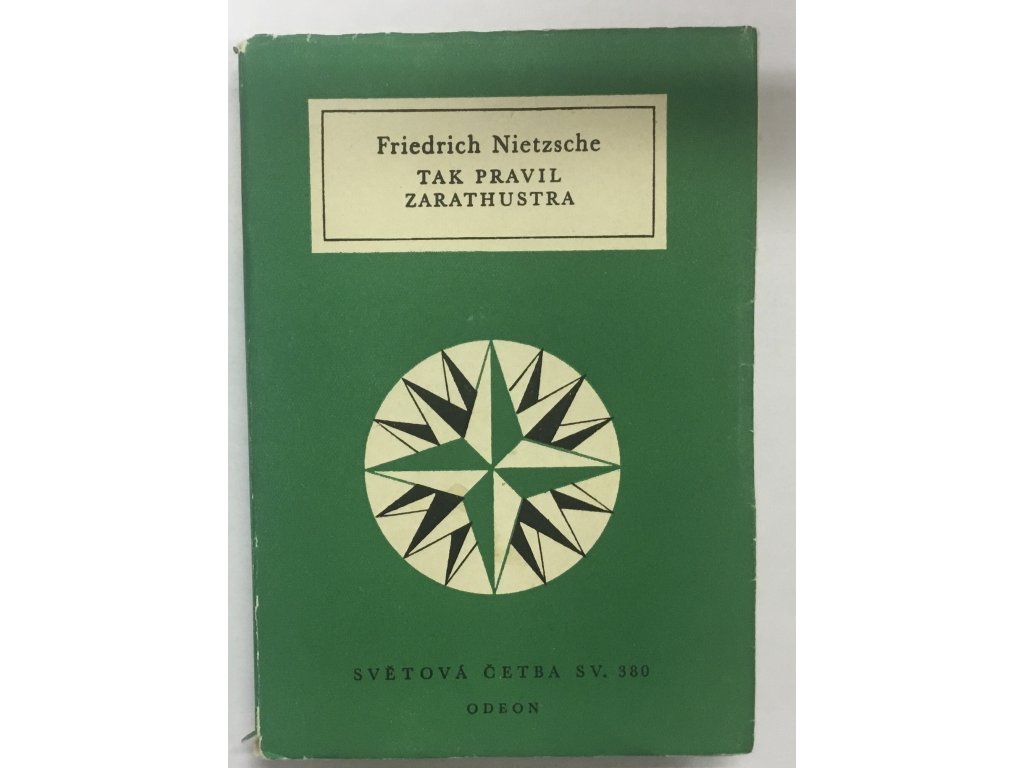 Friedrich Nietzsche
TAK PRAVIL
ZARATHUSTRA
SVĚTOVÁ ČETBA SV. 380
ODEON